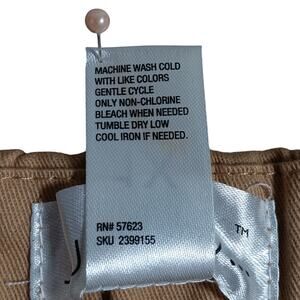 MACHINE WASH COLD
WITH LIKE COLORS
GENTLE CYCLE
ONLY NON-CHLORINE
BLEACH WHEN NEEDED
TUMBLE DRY LOW
COOL IRON IF NEEDED.
RN# 57623
SKU 2399155
TM